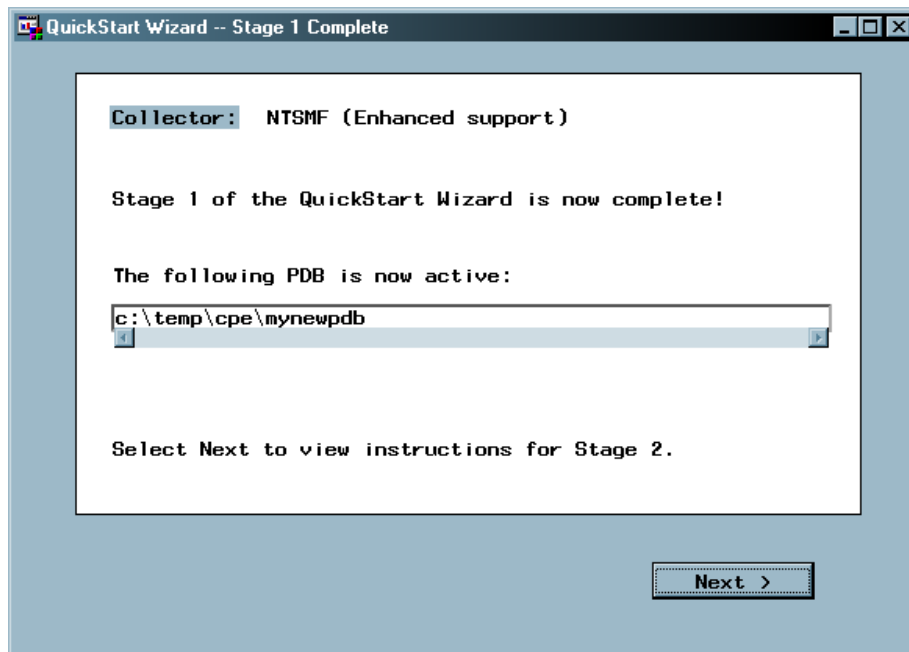 QuickStart Wizard -- Stage 1 Complete
Collector: NTSMF (Enhanced support)
Stage 1 of the QuickStart Wizard is now complete!
The following PDB is now active:
c:\temp\cpe\mynewpdb
Select Next to view instructions for Stage 2.
Next >